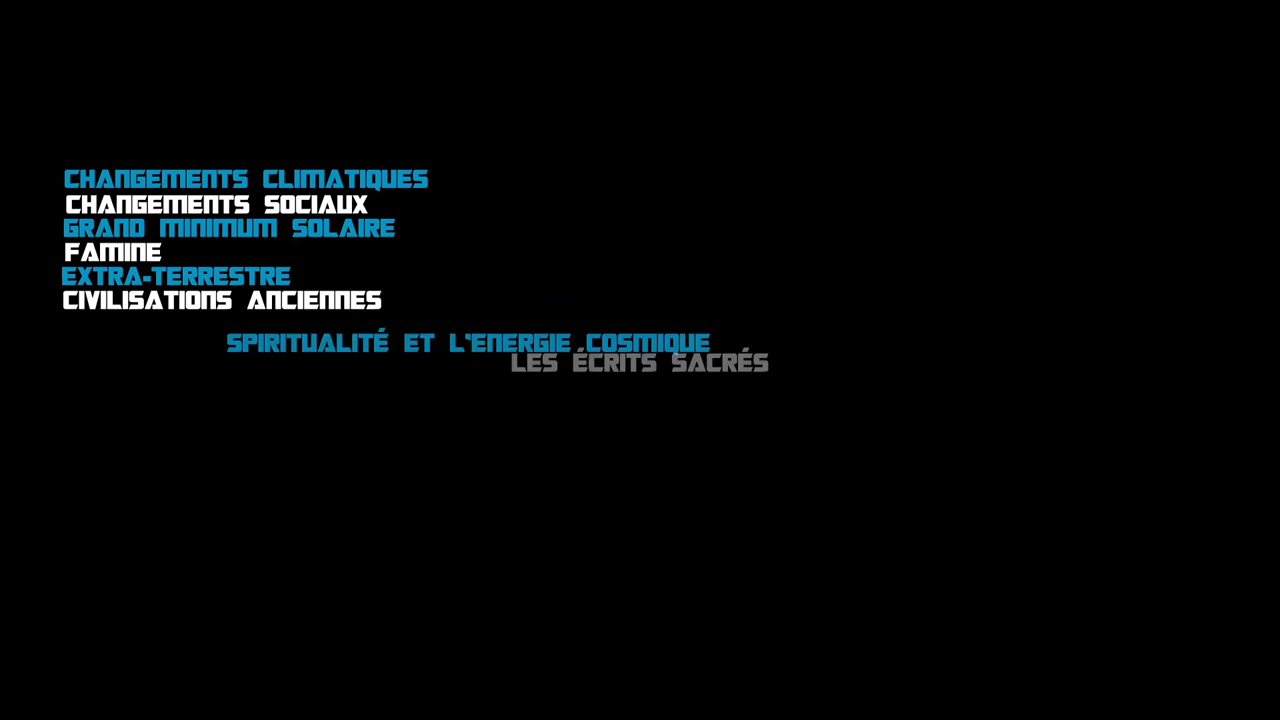 CHANGEMENTS CLIMATIQUES
CHANGEMENTS SOCIAUX
GRAND MINIMUM SOLAIRE
FAMINE
EXTRA-TERRESTRE
CIVILISATIONS ANCIENNES
SPIRITUALITÉ ET L'ENERGIE COSMIQUE
LES ÉCRITS SACRÉS